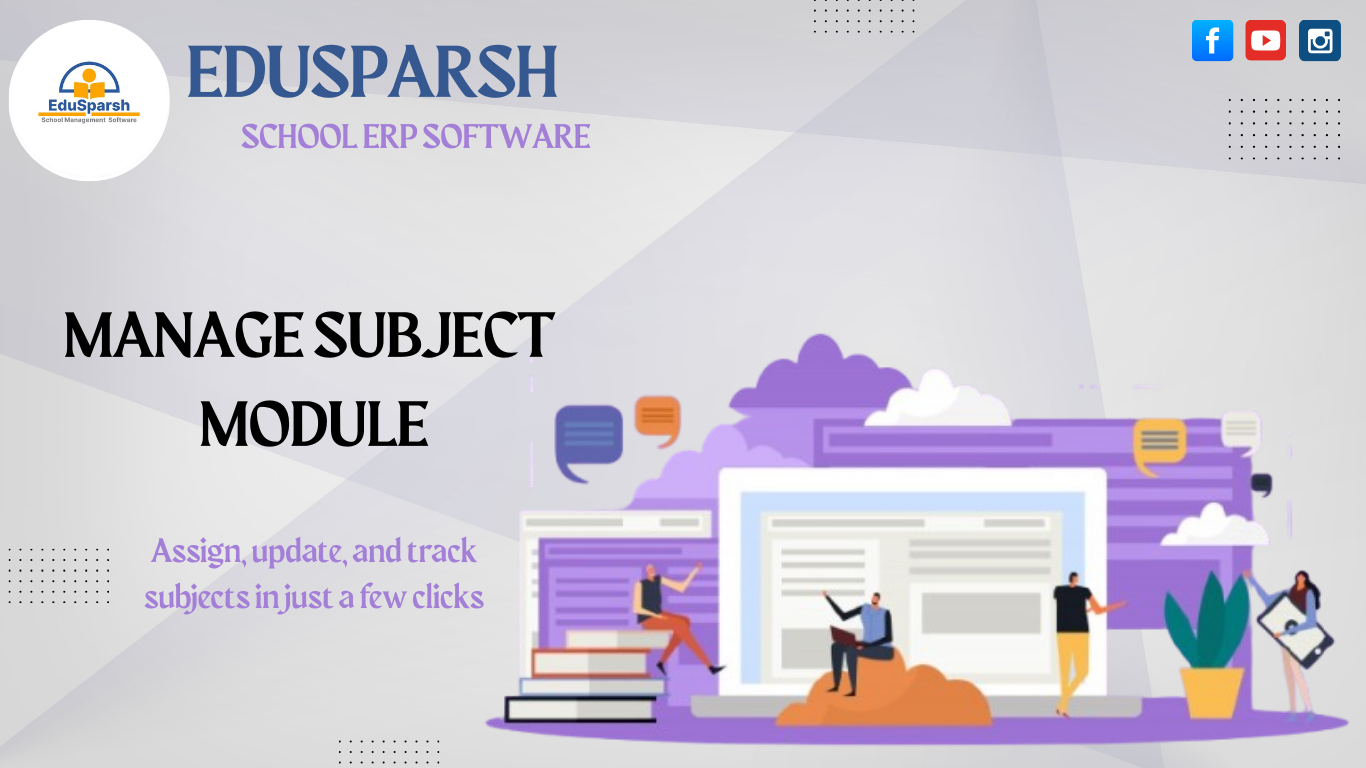 EduSparsh
School Management Software
EDUSPARSH
SCHOOL ERP SOFTWARE
MANAGE SUBJECT
MODULE
Assign, update, and track
subjects in just a few clicks